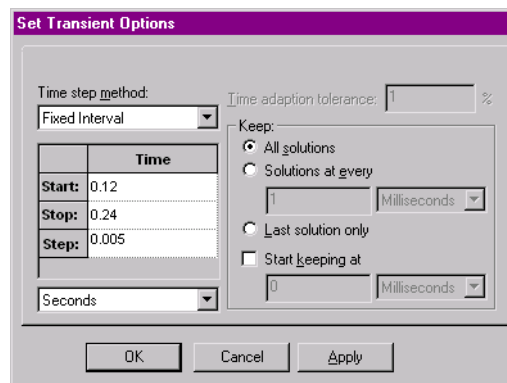 Set Transient Options
Time step method:
Fixed Interval
Time
Start: 0.12
Stop: 0.24
Step: 0.005
Seconds
Time adaption tolerance: 1 %
Keep:
All solutions
Solutions at every
1 Milliseconds
Last solution only
Start keeping at
0 Milliseconds
OK Cancel Apply